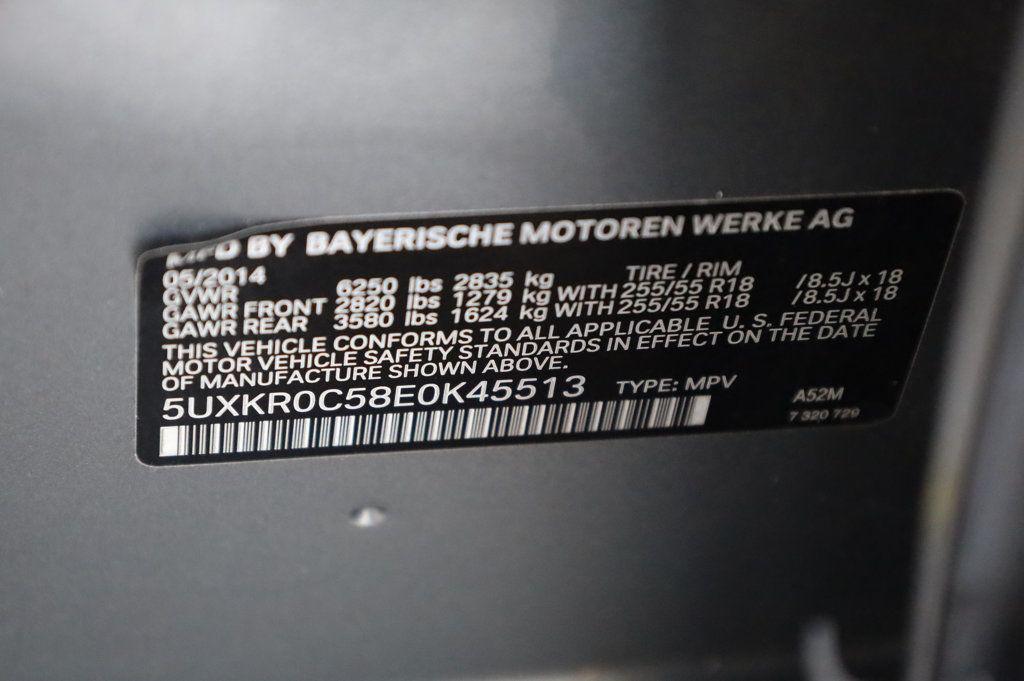 MFD BY BAYERISCHE MOTOREN WERKE AG
05/2014 TIRE / RIM
GVWR 6250 lbs 2835 kg
GAWR FRONT 2820 lbs 1279 kg WITH 255/55 R18 /8.5J x 18
GAWR REAR 3580 lbs 1624 kg WITH 255/55 R18 /8.5J x 18
THIS VEHICLE CONFORMS TO ALL APPLICABLE U. S. FEDERAL
MOTOR VEHICLE SAFETY STANDARDS IN EFFECT ON THE DATE
OF MANUFACTURE SHOWN ABOVE.
5UXKR0C58E0K45513 TYPE: MPV A52M
7 320 729